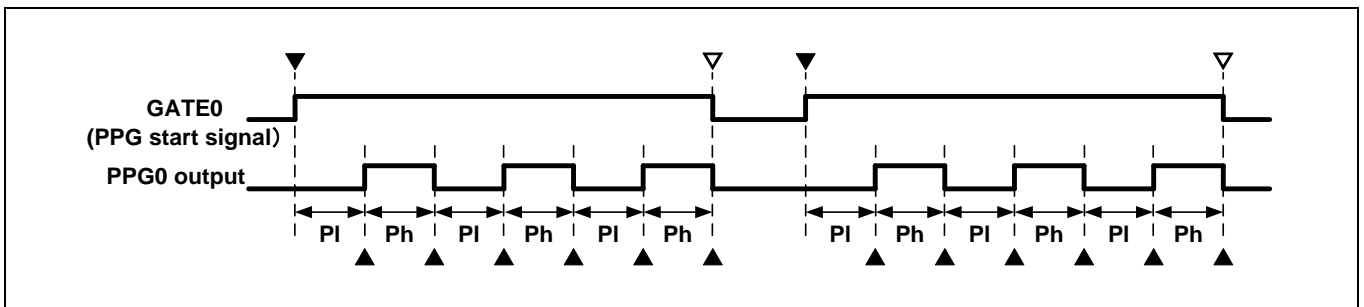 GATE0
(PPG start signal）
PPG0 output
Pl Ph Pl Ph Pl Ph Pl Ph Pl Ph Pl Ph